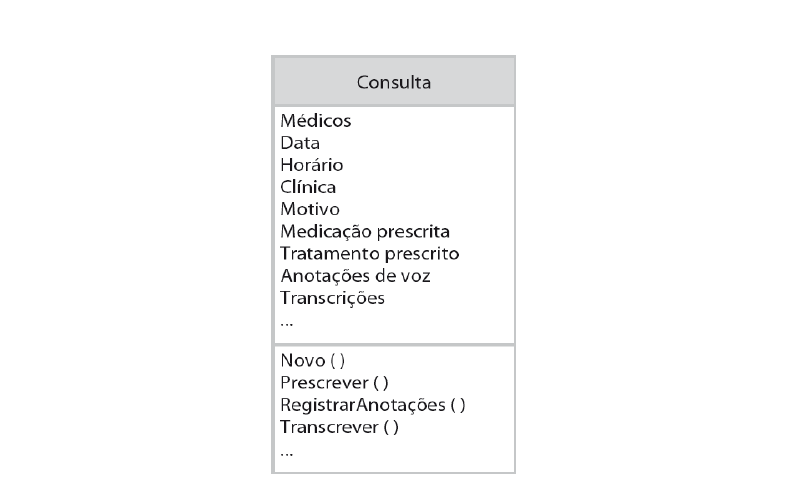 Consulta
Médicos
Data
Horário
Clínica
Motivo
Medicação prescrita
Tratamento prescrito
Anotações de voz
Transcrições
...
Novo ( )
Prescrever ( )
RegistrarAnotações ( )
Transcrever ( )
...